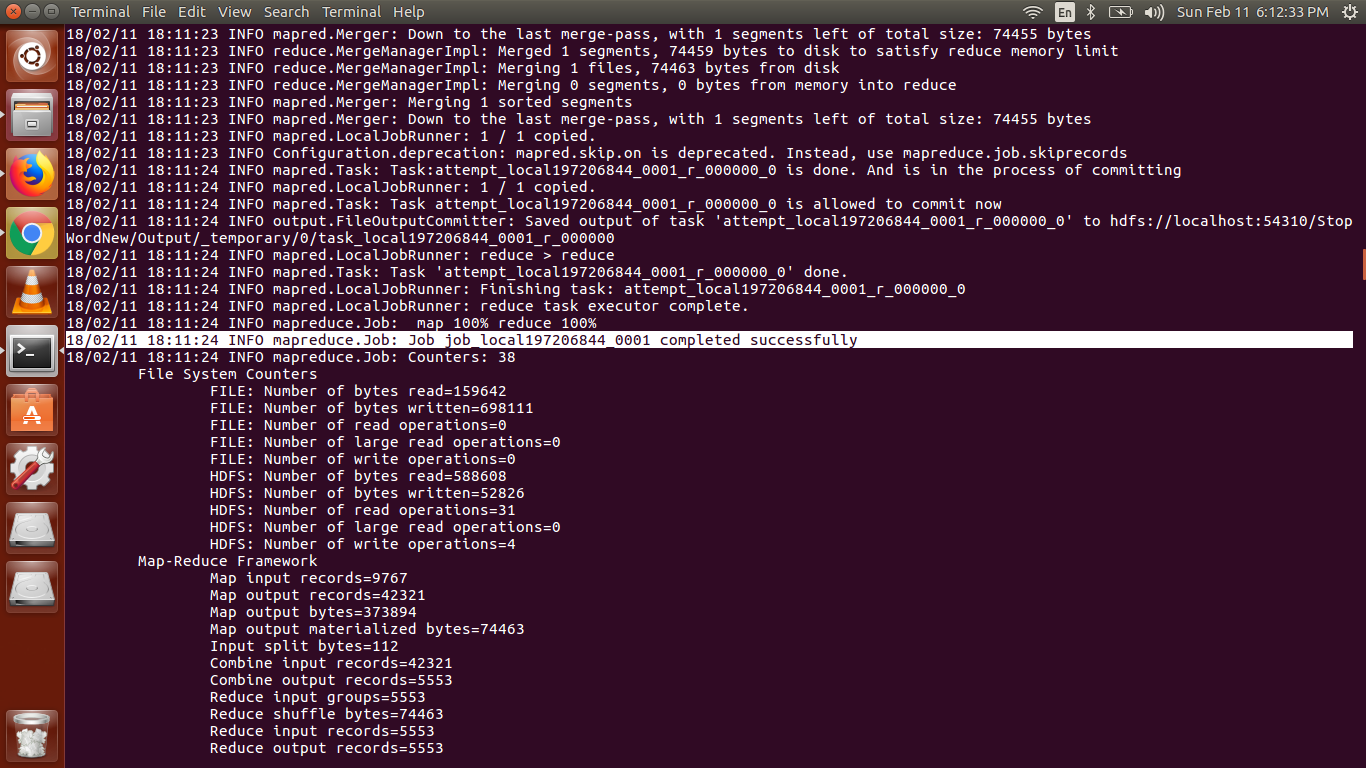 Terminal File Edit View Search Terminal Help En Sun Feb 11 6:12:33 PM
18/02/11 18:11:23 INFO mapred.Merger: Down to the last merge-pass, with 1 segments left of total size: 74455 bytes
18/02/11 18:11:23 INFO reduce.MergeManagerImpl: Merged 1 segments, 74459 bytes to disk to satisfy reduce memory limit
18/02/11 18:11:23 INFO reduce.MergeManagerImpl: Merging 1 files, 74463 bytes from disk
18/02/11 18:11:23 INFO reduce.MergeManagerImpl: Merging 0 segments, 0 bytes from memory into reduce
18/02/11 18:11:23 INFO mapred.Merger: Merging 1 sorted segments
18/02/11 18:11:23 INFO mapred.Merger: Down to the last merge-pass, with 1 segments left of total size: 74455 bytes
18/02/11 18:11:23 INFO mapred.LocalJobRunner: 1 / 1 copied.
18/02/11 18:11:23 INFO Configuration.deprecation: mapred.skip.on is deprecated. Instead, use mapreduce.job.skiprecords
18/02/11 18:11:24 INFO mapred.Task: Task:attempt_local197206844_0001_r_000000_0 is done. And is in the process of committing
18/02/11 18:11:24 INFO mapred.LocalJobRunner: 1 / 1 copied.
18/02/11 18:11:24 INFO mapred.Task: Task attempt_local197206844_0001_r_000000_0 is allowed to commit now
18/02/11 18:11:24 INFO output.FileOutputCommitter: Saved output of task 'attempt_local197206844_0001_r_000000_0' to hdfs://localhost:54310/Stop
WordNew/Output/_temporary/0/task_local197206844_0001_r_000000
18/02/11 18:11:24 INFO mapred.LocalJobRunner: reduce > reduce
18/02/11 18:11:24 INFO mapred.Task: Task 'attempt_local197206844_0001_r_000000_0' done.
18/02/11 18:11:24 INFO mapred.LocalJobRunner: Finishing task: attempt_local197206844_0001_r_000000_0
18/02/11 18:11:24 INFO mapred.LocalJobRunner: reduce task executor complete.
18/02/11 18:11:24 INFO mapreduce.Job:  map 100% reduce 100%
18/02/11 18:11:24 INFO mapreduce.Job: Job job_local197206844_0001 completed successfully
18/02/11 18:11:24 INFO mapreduce.Job: Counters: 38
File System Counters
FILE: Number of bytes read=159642
FILE: Number of bytes written=698111
FILE: Number of read operations=0
FILE: Number of large read operations=0
FILE: Number of write operations=0
HDFS: Number of bytes read=588608
HDFS: Number of bytes written=52826
HDFS: Number of read operations=31
HDFS: Number of large read operations=0
HDFS: Number of write operations=4
Map-Reduce Framework
Map input records=9767
Map output records=42321
Map output bytes=373894
Map output materialized bytes=74463
Input split bytes=112
Combine input records=42321
Combine output records=5553
Reduce input groups=5553
Reduce shuffle bytes=74463
Reduce input records=5553
Reduce output records=5553